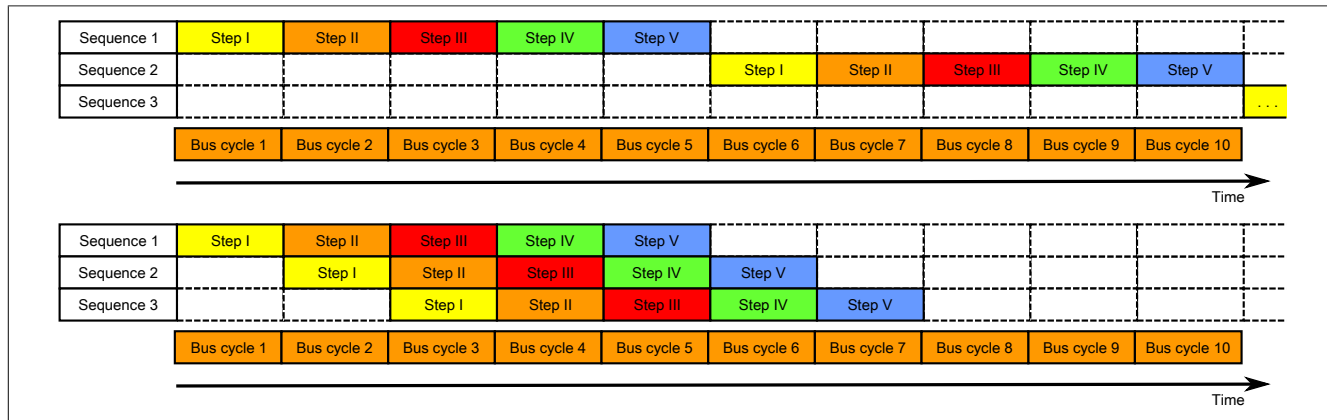 Sequence 1 Step I Step II Step III Step IV Step V
Sequence 2 Step I Step II Step III Step IV Step V
Sequence 3 . . .
Bus cycle 1 Bus cycle 2 Bus cycle 3 Bus cycle 4 Bus cycle 5 Bus cycle 6 Bus cycle 7 Bus cycle 8 Bus cycle 9 Bus cycle 10
Time
Sequence 1 Step I Step II Step III Step IV Step V
Sequence 2 Step I Step II Step III Step IV Step V
Sequence 3 Step I Step II Step III Step IV Step V
Bus cycle 1 Bus cycle 2 Bus cycle 3 Bus cycle 4 Bus cycle 5 Bus cycle 6 Bus cycle 7 Bus cycle 8 Bus cycle 9 Bus cycle 10
Time